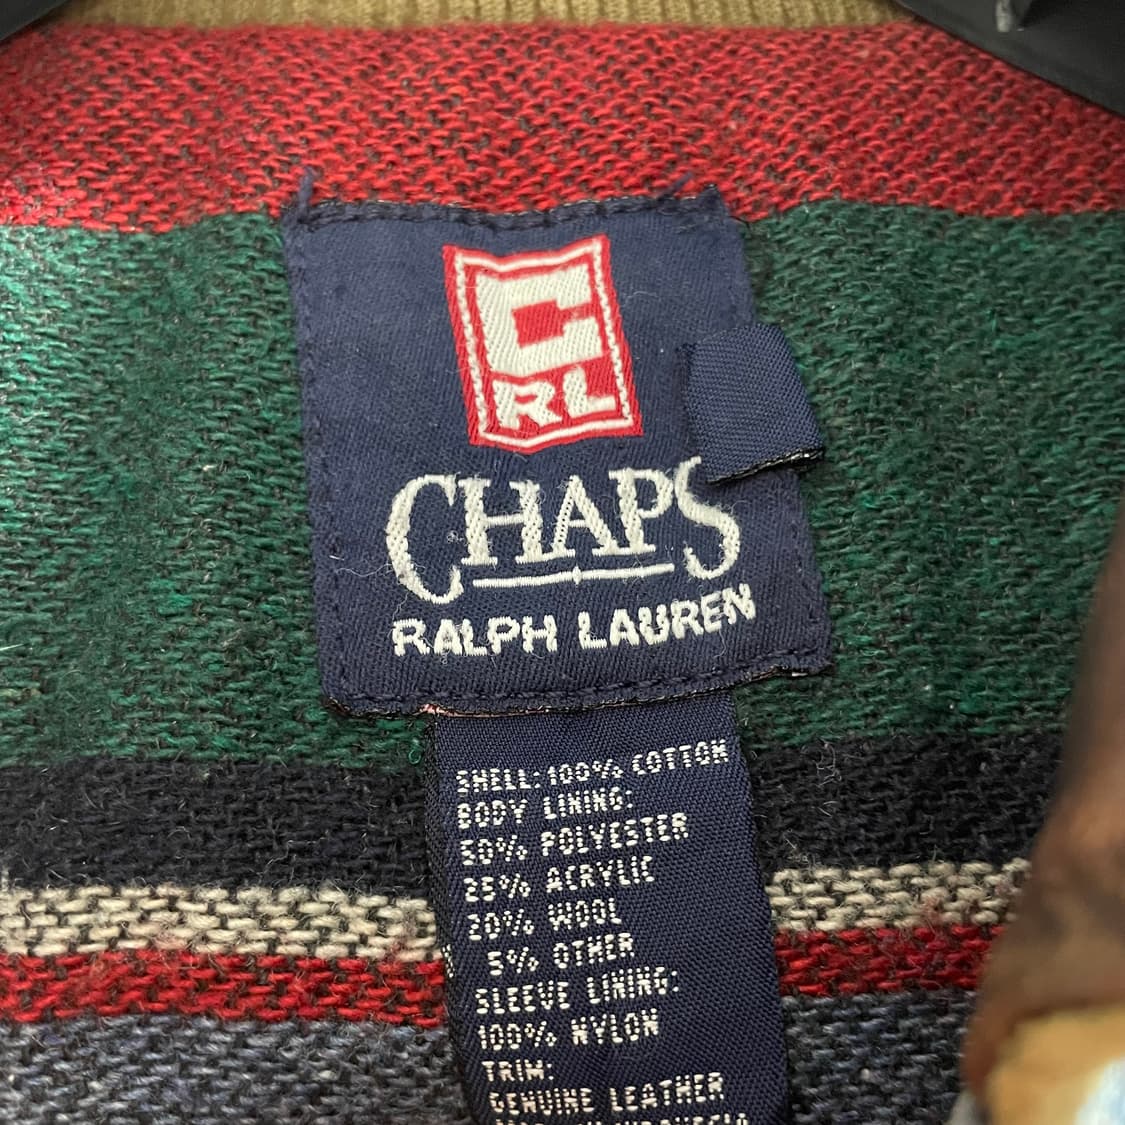 C
RL
CHAPS
RALPH LAUREN
SHELL: 100% COTTON
BODY LINING:
50% POLYESTER
25% ACRYLIC
20% WOOL
5% OTHER
SLEEVE LINING:
100% NYLON
TRIM:
GENUINE LEATHER